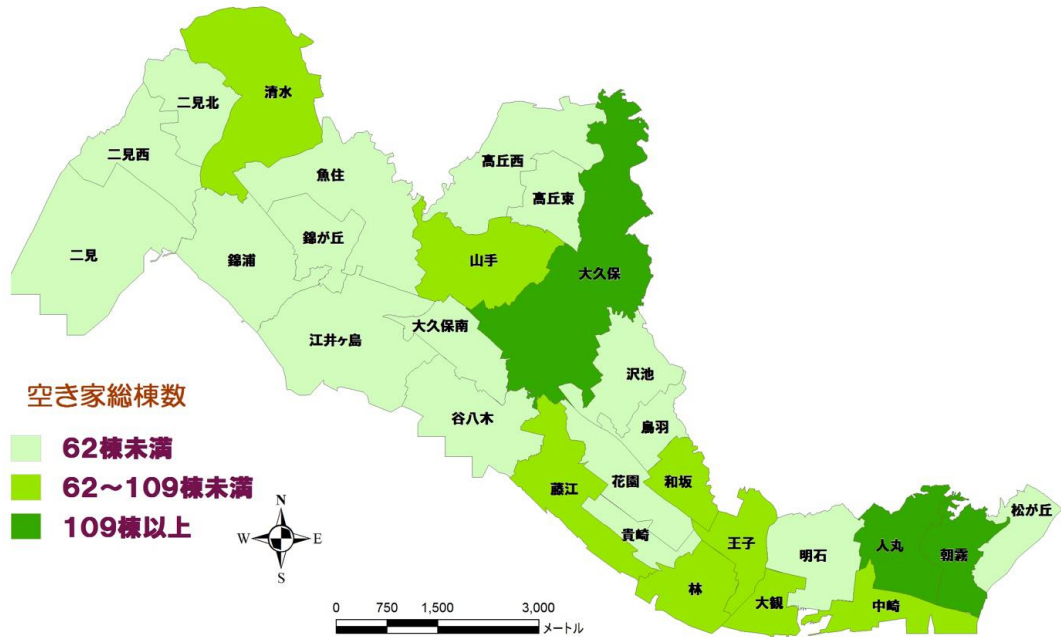 清水
二見北
二見西
二見
魚住
錦が丘
錦浦
高丘西
高丘東
山手
大久保
江井ヶ島
大久保南
谷八木
沢池
鳥羽
藤江
花園
和坂
貴崎
林
王子
大観
明石
人丸
朝霧
松が丘
中崎
空き家総棟数
62棟未満
62～109棟未満
109棟以上
N
W E
S
0 750 1,500 3,000
メートル